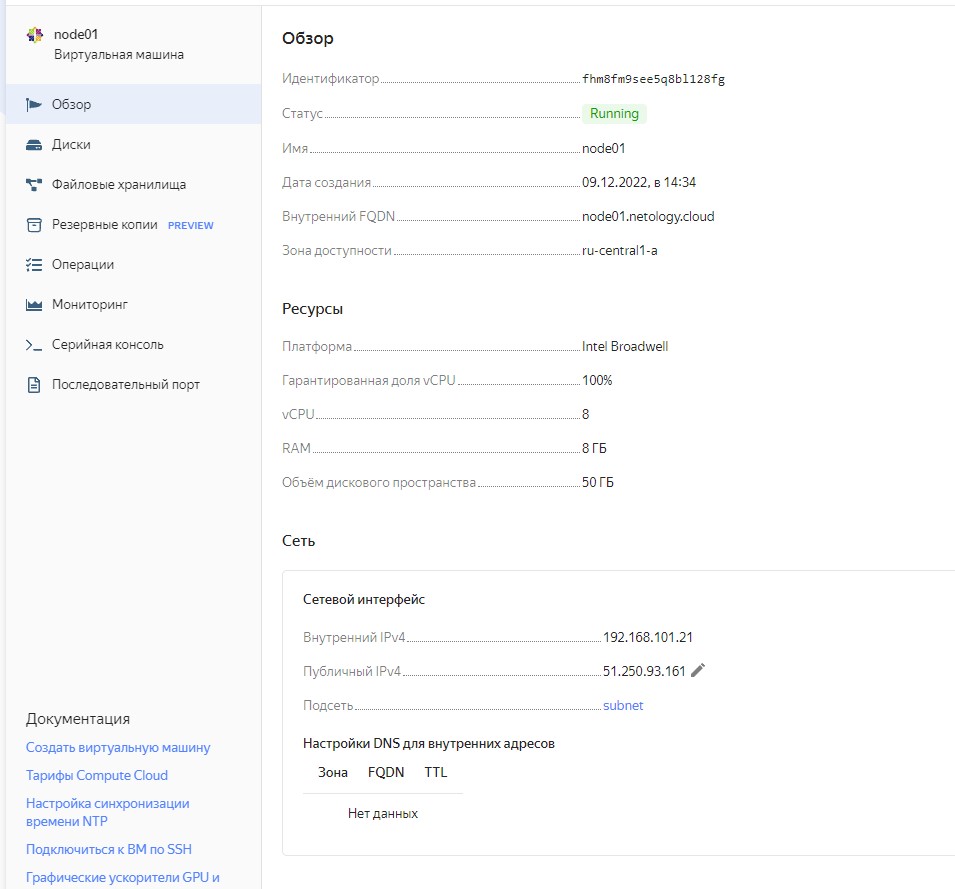 node01
Виртуальная машина
Обзор
Диски
Файловые хранилища
Резервные копии PREVIEW
Операции
Мониторинг
Серийная консоль
Последовательный порт
Документация
Создать виртуальную машину
Тарифы Compute Cloud
Настройка синхронизации
времени NTP
Подключиться к ВМ по SSH
Графические ускорители GPU и
Обзор
Идентификатор fhm8fm9see5q8bl128fg
Статус Running
Имя node01
Дата создания 09.12.2022, в 14:34
Внутренний FQDN node01.netology.cloud
Зона доступности ru-central1-a
Ресурсы
Платформа Intel Broadwell
Гарантированная доля vCPU 100%
vCPU 8
RAM 8 ГБ
Объём дискового пространства 50 ГБ
Сеть
Сетевой интерфейс
Внутренний IPv4 192.168.101.21
Публичный IPv4 51.250.93.161
Подсеть subnet
Настройки DNS для внутренних адресов
Зона FQDN TTL
Нет данных